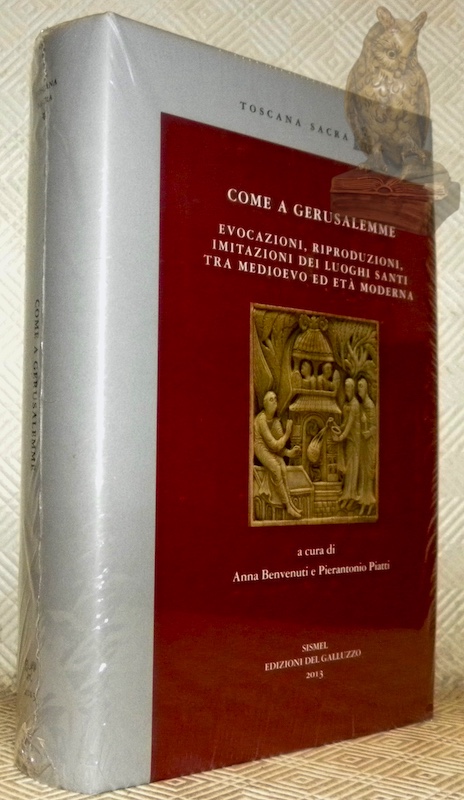 TOSCANA SACRA
COME A GERUSALEMME
EVOCAZIONI, RIPRODUZIONI,
IMITAZIONI DEI LUOGHI SANTI
TRA MEDIOEVO ED ETÀ MODERNA
a cura di
Anna Benvenuti e Pierantonio Piatti
SISMEL
EDIZIONI DEL GALLUZZO
2013
COME A GERUSALEMME